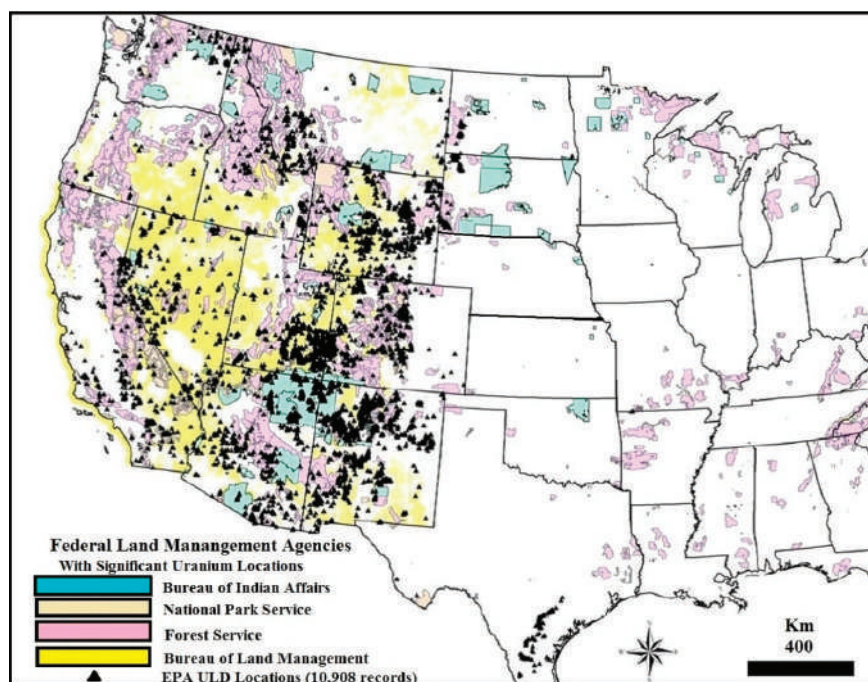 Federal Land Manangement Agencies
With Significant Uranium Locations
Bureau of Indian Affairs
National Park Service
Forest Service
Bureau of Land Management
EPA ULD Locations (10,908 records)
Km
400